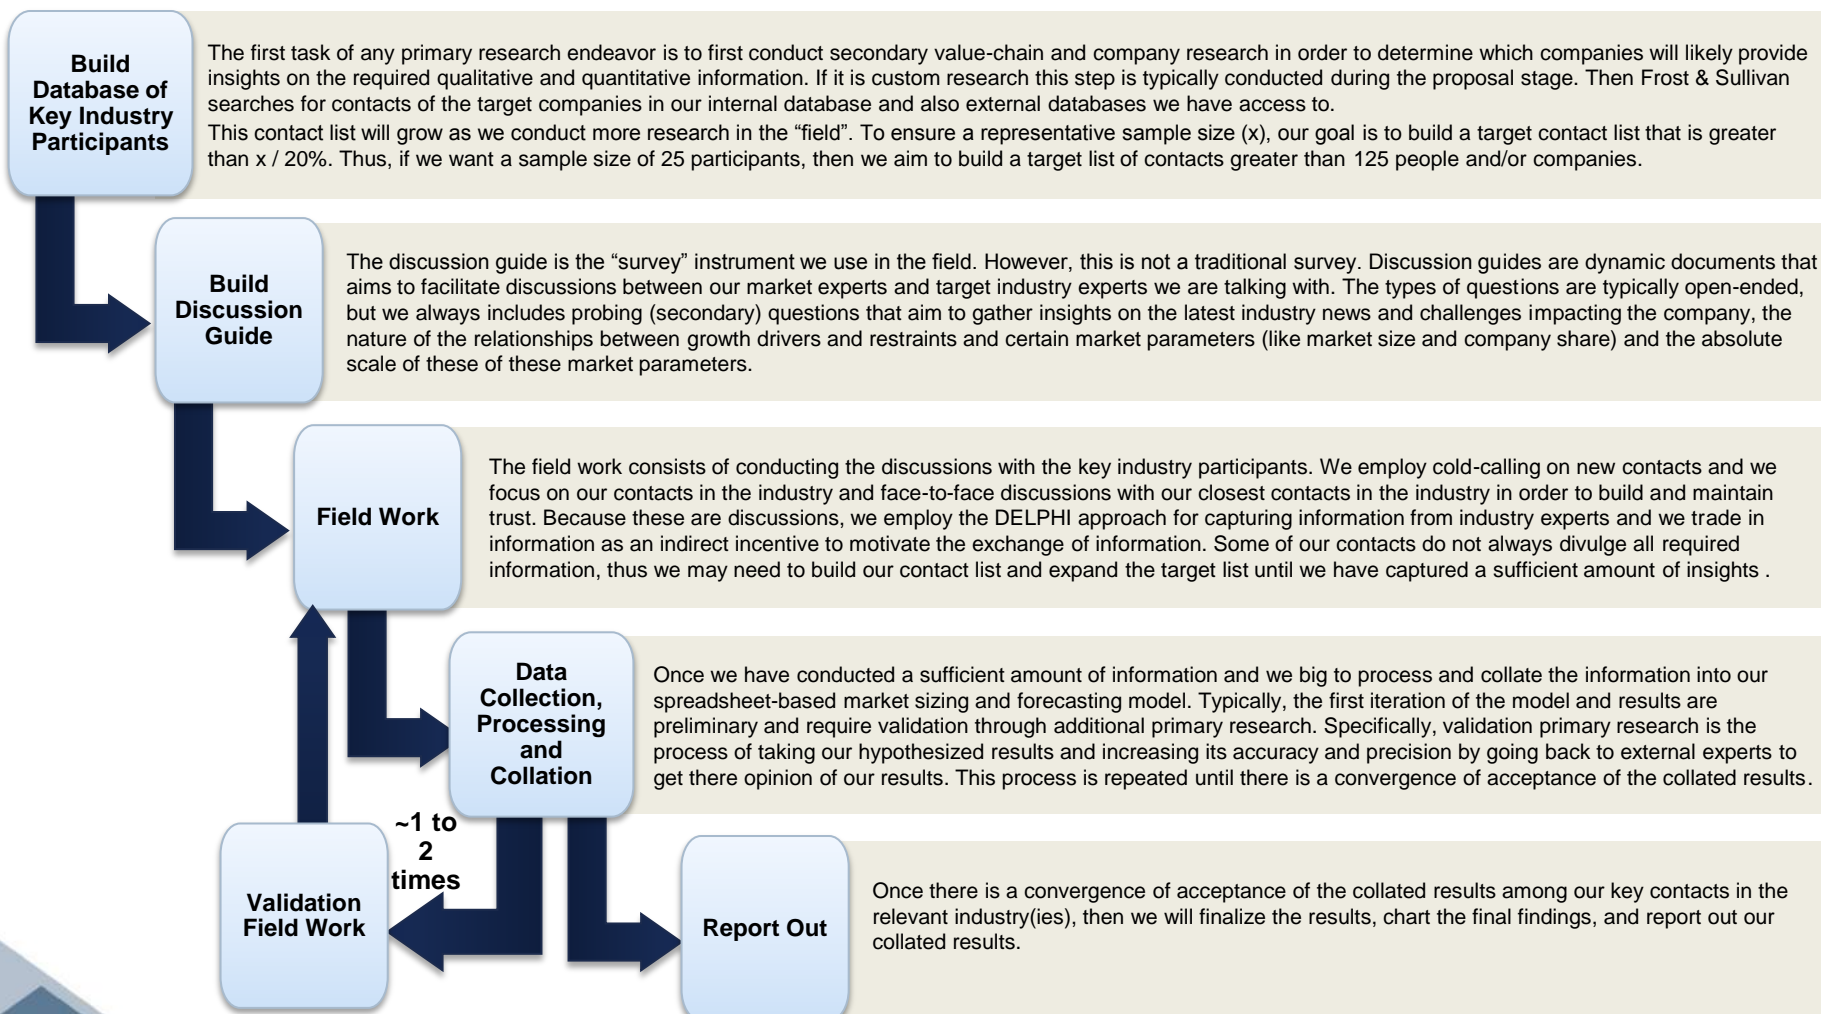 Build
Database of
Key Industry
Participants
The first task of any primary research endeavor is to first conduct secondary value-chain and company research in order to determine which companies will likely provide
insights on the required qualitative and quantitative information. If it is custom research this step is typically conducted during the proposal stage. Then Frost & Sullivan
searches for contacts of the target companies in our internal database and also external databases we have access to.
This contact list will grow as we conduct more research in the “field”. To ensure a representative sample size (x), our goal is to build a target contact list that is greater
than x / 20%. Thus, if we want a sample size of 25 participants, then we aim to build a target list of contacts greater than 125 people and/or companies.
Build
Discussion
Guide
The discussion guide is the “survey” instrument we use in the field. However, this is not a traditional survey. Discussion guides are dynamic documents that
aims to facilitate discussions between our market experts and target industry experts we are talking with. The types of questions are typically open-ended,
but we always includes probing (secondary) questions that aim to gather insights on the latest industry news and challenges impacting the company, the
nature of the relationships between growth drivers and restraints and certain market parameters (like market size and company share) and the absolute
scale of these of these market parameters.
Field Work
The field work consists of conducting the discussions with the key industry participants. We employ cold-calling on new contacts and we
focus on our contacts in the industry and face-to-face discussions with our closest contacts in the industry in order to build and maintain
trust. Because these are discussions, we employ the DELPHI approach for capturing information from industry experts and we trade in
information as an indirect incentive to motivate the exchange of information. Some of our contacts do not always divulge all required
information, thus we may need to build our contact list and expand the target list until we have captured a sufficient amount of insights .
Data
Collection,
Processing
and
Collation
Once we have conducted a sufficient amount of information and we big to process and collate the information into our
spreadsheet-based market sizing and forecasting model. Typically, the first iteration of the model and results are
preliminary and require validation through additional primary research. Specifically, validation primary research is the
process of taking our hypothesized results and increasing its accuracy and precision by going back to external experts to
get there opinion of our results. This process is repeated until there is a convergence of acceptance of the collated results.
~1 to
2
times
Validation
Field Work
Report Out
Once there is a convergence of acceptance of the collated results among our key contacts in the
relevant industry(ies), then we will finalize the results, chart the final findings, and report out our
collated results.